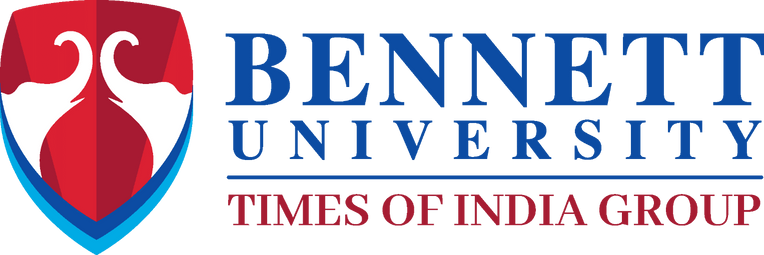 BENNETT
UNIVERSITY
TIMES OF INDIA GROUP